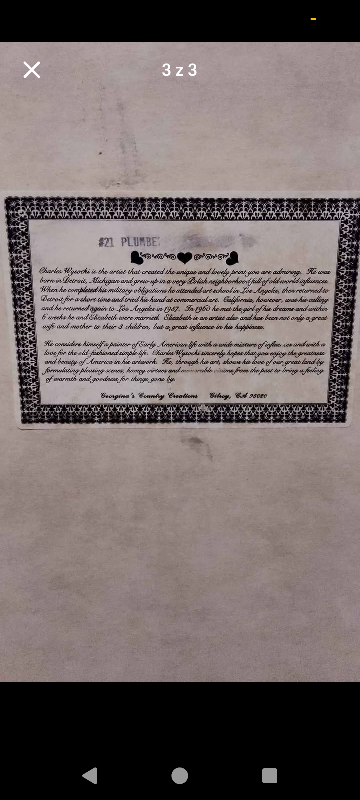 3 z 3
#21 PLUMBE
Charles Wysocki is the artist that created the unique and lovely print you are admiring. He was
born in Detroit, Michigan and grew up in a very Polish neighborhood full of old world influences.
When he completed his military obligations he attended art school in Los Angeles, then returned to
Detroit for a short time and tried his hand at commercial art. California, however, was his calling
and he returned again to Los Angeles in 1987. In 1960 he met the girl of his dreams and within
6 weeks he and Elizabeth were married. Elizabeth is an artist also and has been not only a great
wife and mother to their 3 children, but a great influence in his happiness.
He considers himself a painter of Early American life with a wide mixture of and with a
love for the old fashioned simple life. Charles Wysocki sincerely hopes that you enjoy the greatness
and beauty of America in his artwork. He, through his art, shows his love of our great land by
formulating pleasing scenes, homey virtues and from the past to bring a feeling
of warmth and goodness for things gone by.
Georgina's Country Creations Gilroy, CA 95020